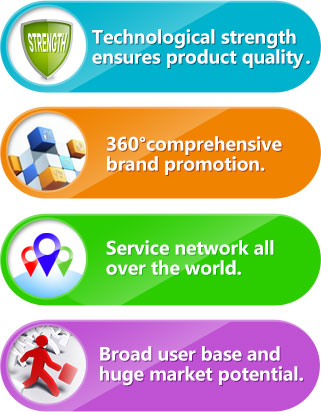 STRENGTH
Technological strength
ensures product quality.
360°comprehensive
brand promotion.
Service network all
over the world.
Broad user base and
huge market potential.